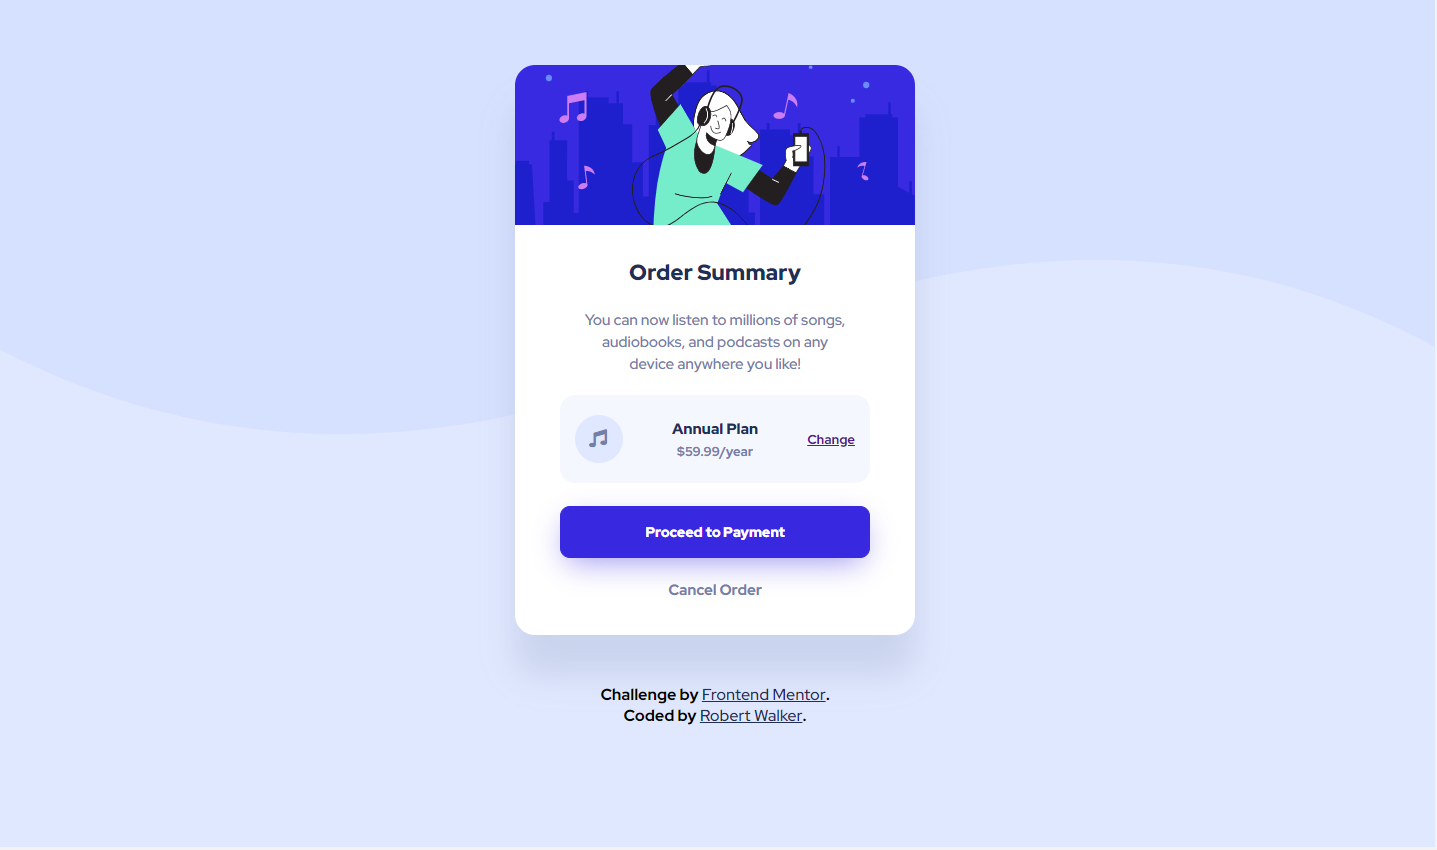 Order Summary
You can now listen to millions of songs,
audiobooks, and podcasts on any
device anywhere you like!
Annual Plan
$59.99/year
Change
Proceed to Payment
Cancel Order
Challenge by Frontend Mentor.
Coded by Robert Walker.